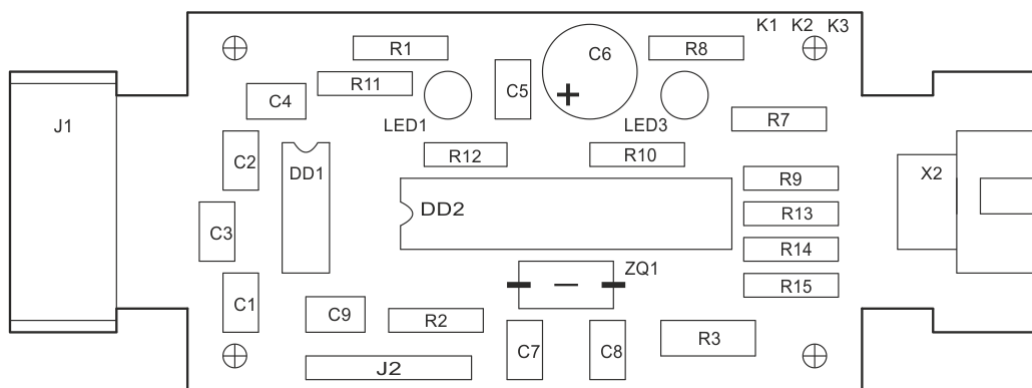 K1 K2 K3
R1
C6
R8
R11
C5
C4
J1
LED1
LED3
R7
C2
DD1
R12
R10
R9
X2
DD2
R13
C3
R14
ZQ1
R15
C1
C9
R2
R3
C7
C8
J2